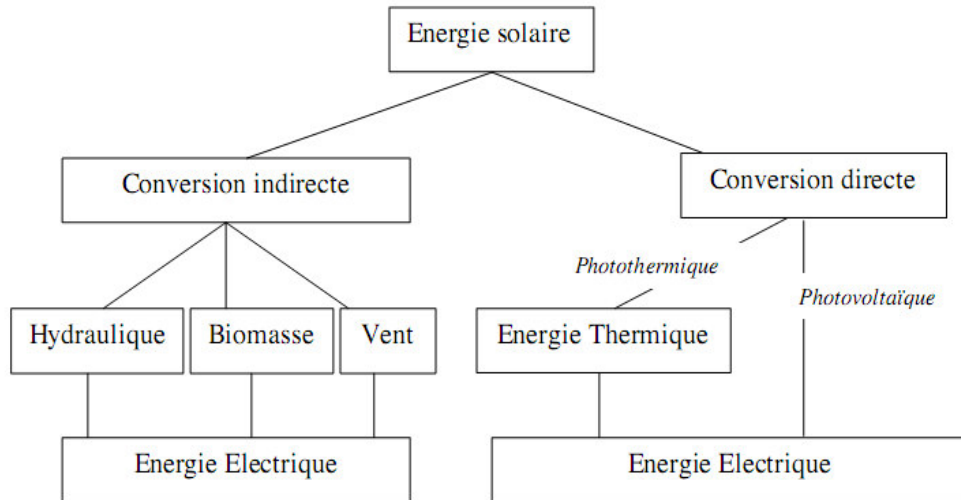 Energie solaire
Conversion indirecte
Conversion directe
Photothermique
Photovoltaïque
Hydraulique
Biomasse
Vent
Energie Thermique
Energie Electrique
Energie Electrique